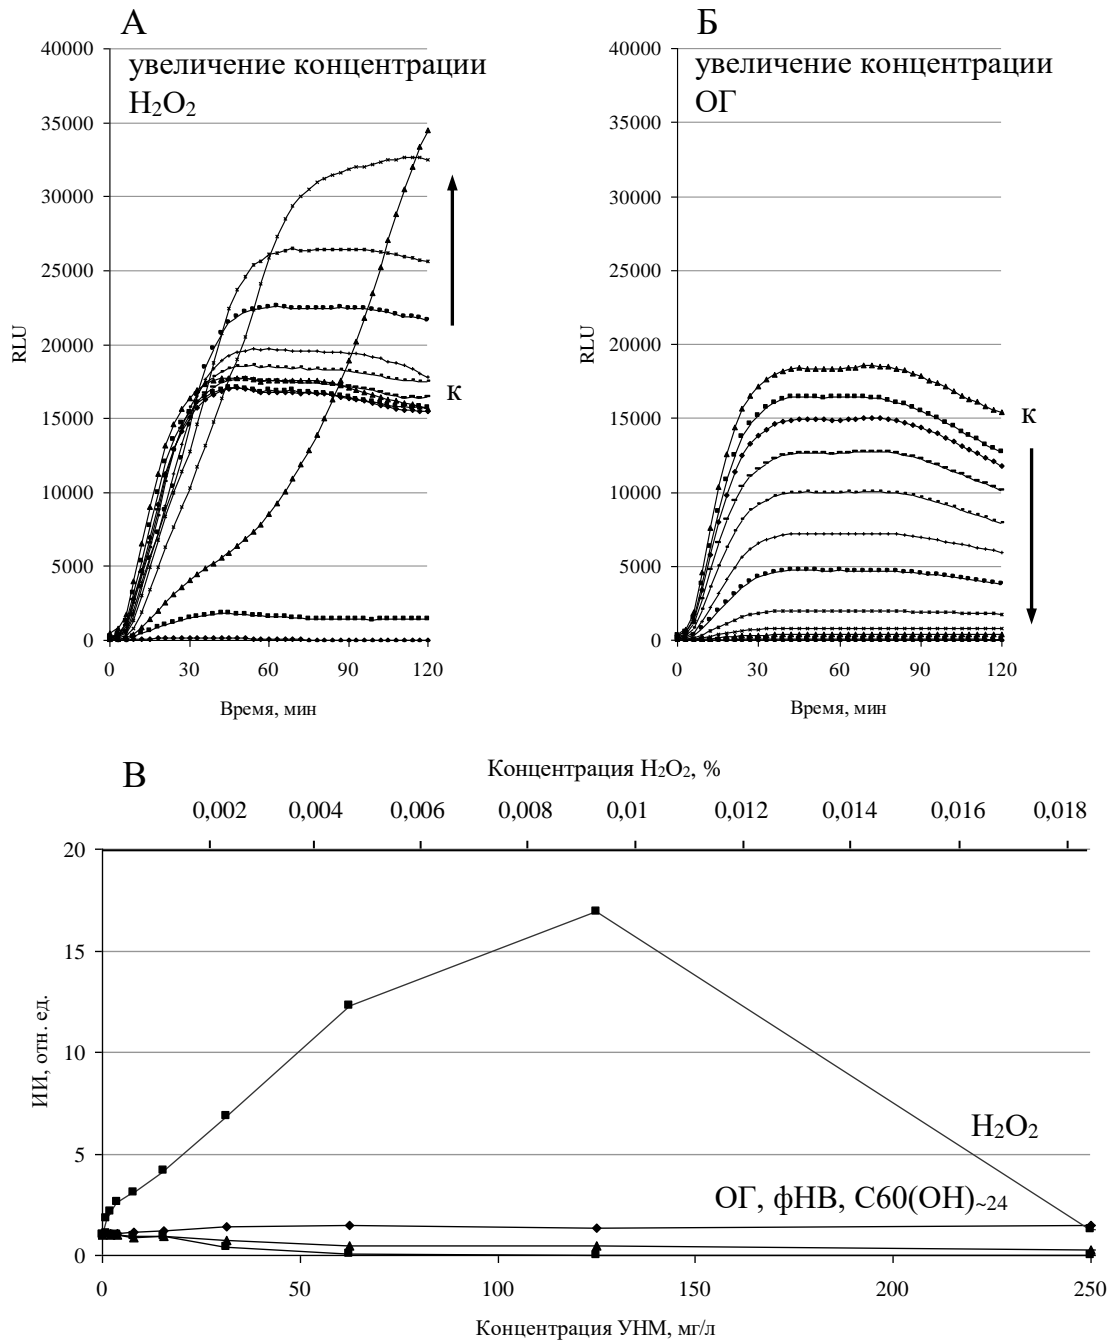 А
увеличение концентрации
H₂O₂
40000
35000
30000
25000
20000
15000
10000
5000
0
RLU
к
0 30 60 90 120
Время, мин
Б
увеличение концентрации
ОГ
40000
35000
30000
25000
20000
15000
10000
5000
0
RLU
к
0 30 60 90 120
Время, мин
В
Концентрация H₂O₂, %
0,002 0,004 0,006 0,008 0,01 0,012 0,014 0,016 0,018
20
15
10
5
0
ИИ, отн. ед.
H₂O₂
ОГ, фНВ, С60(ОН)~24
0 50 100 150 200 250
Концентрация УНМ, мг/л